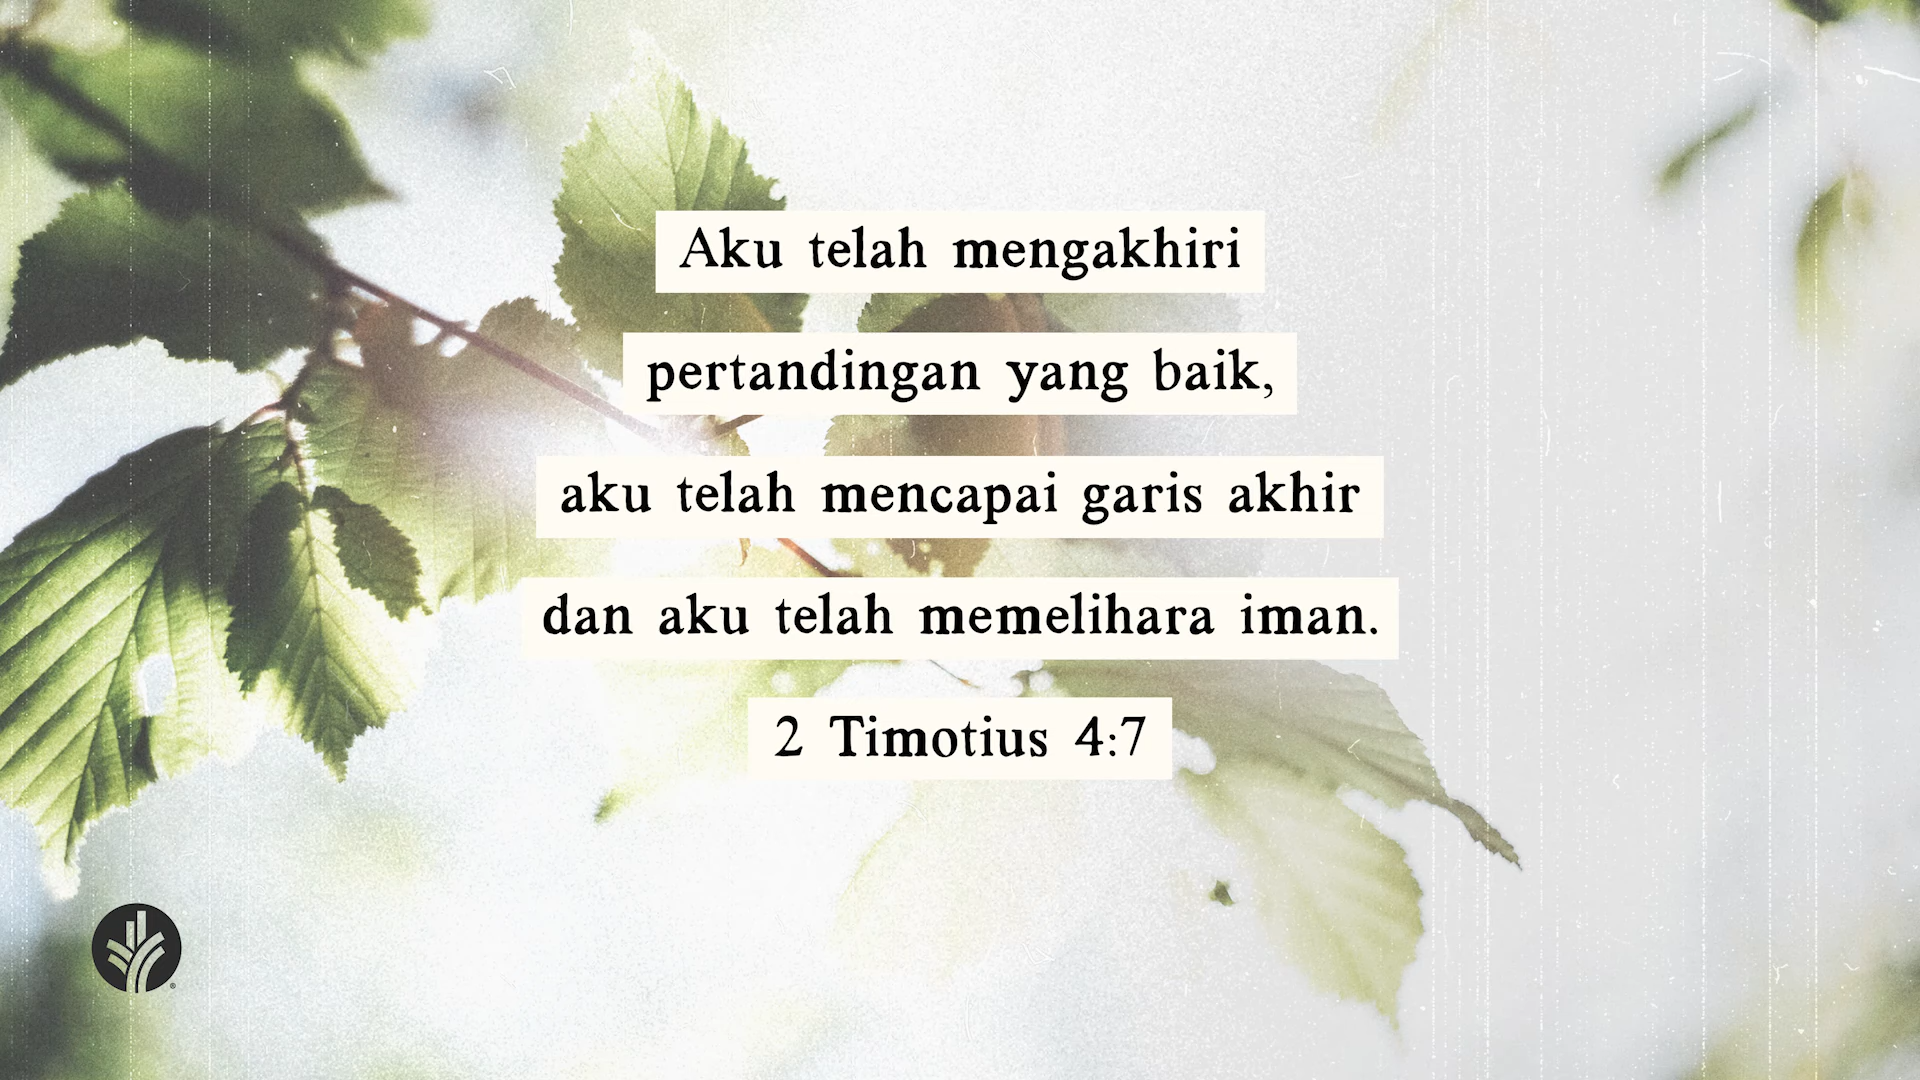 Aku telah mengakhiri
pertandingan yang baik,
aku telah mencapai garis akhir
dan aku telah memelihara iman.
2 Timotius 4:7
®